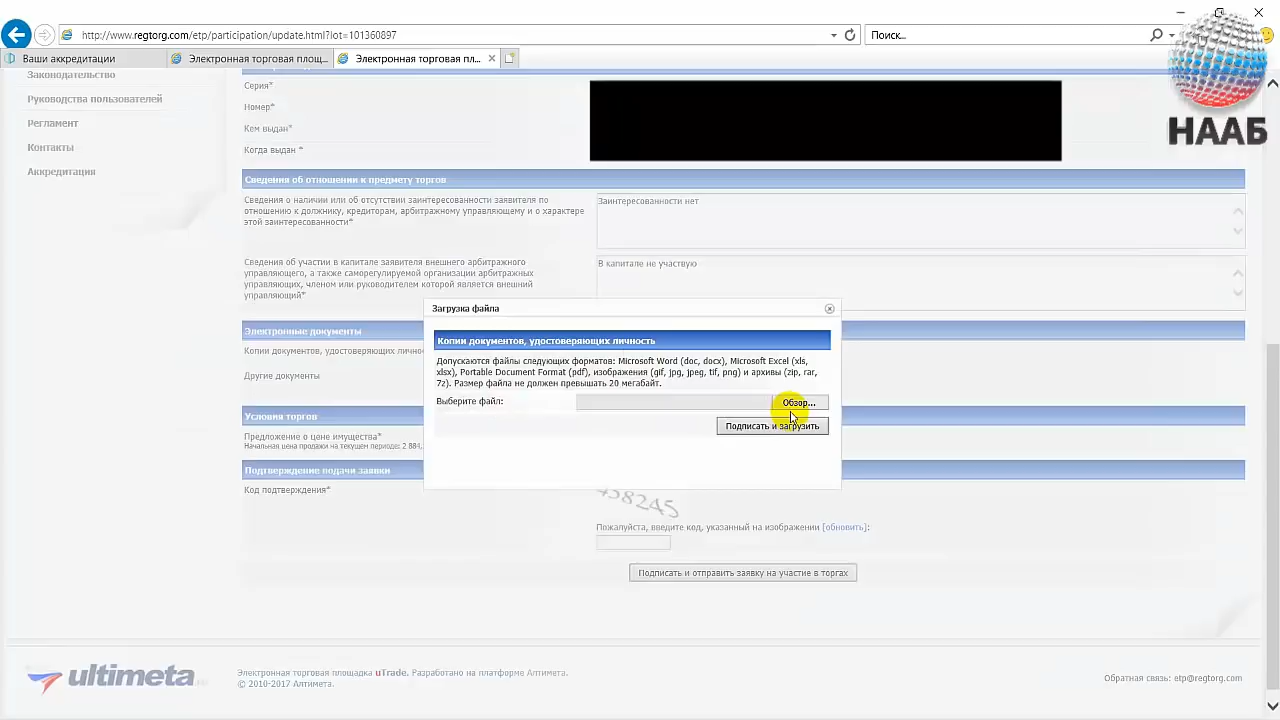 http://www.regtorg.com/etp/participation/update.html?lot=101360897
Поиск...
Ваши аккредитации
Электронная торговая площ...
Электронная торговая пл...
НААБ
Законодательство
Руководства пользователей
Регламент
Контакты
Аккредитация
Серия*
Номер*
Кем выдан*
Когда выдан *
Сведения об отношении к предмету торгов
Сведения о наличии или об отсутствии заинтересованности заявителя по
отношению к должнику, кредиторам, арбитражному управляющему и о характере
этой заинтересованности*
Заинтересованности нет
Сведения об участии в капитале заявителя внешнего арбитражного
управляющего, а также саморегулируемой организации арбитражных
управляющих, членом или руководителем которой является внешний
управляющий*
В капитале не участвую
Электронные документы
Копии документов, удостоверяющих лично
Другие документы
Условия торгов
Предложение о цене имущества*
Начальная цена продажи на текущем периоде: 2 884,
Подтверждение подачи заявки
Код подтверждения*
Загрузка файла
Копии документов, удостоверяющих личность
Допускаются файлы следующих форматов: Microsoft Word (doc, docx), Microsoft Excel (xls,
xlsx), Portable Document Format (pdf), изображения (gif, jpg, jpeg, tif, png) и архивы (zip, rar,
7z). Размер файла не должен превышать 20 мегабайт.
Выберите файл:
Обзор...
Подписать и загрузить
438245
Пожалуйста, введите код, указанный на изображении [обновить]:
Подписать и отправить заявку на участие в торгах
ultimeta
Электронная торговая площадка uTrade. Разработано на платформе Алтимета.
© 2010-2017 Алтимета.
Обратная связь: etp@regtorg.com